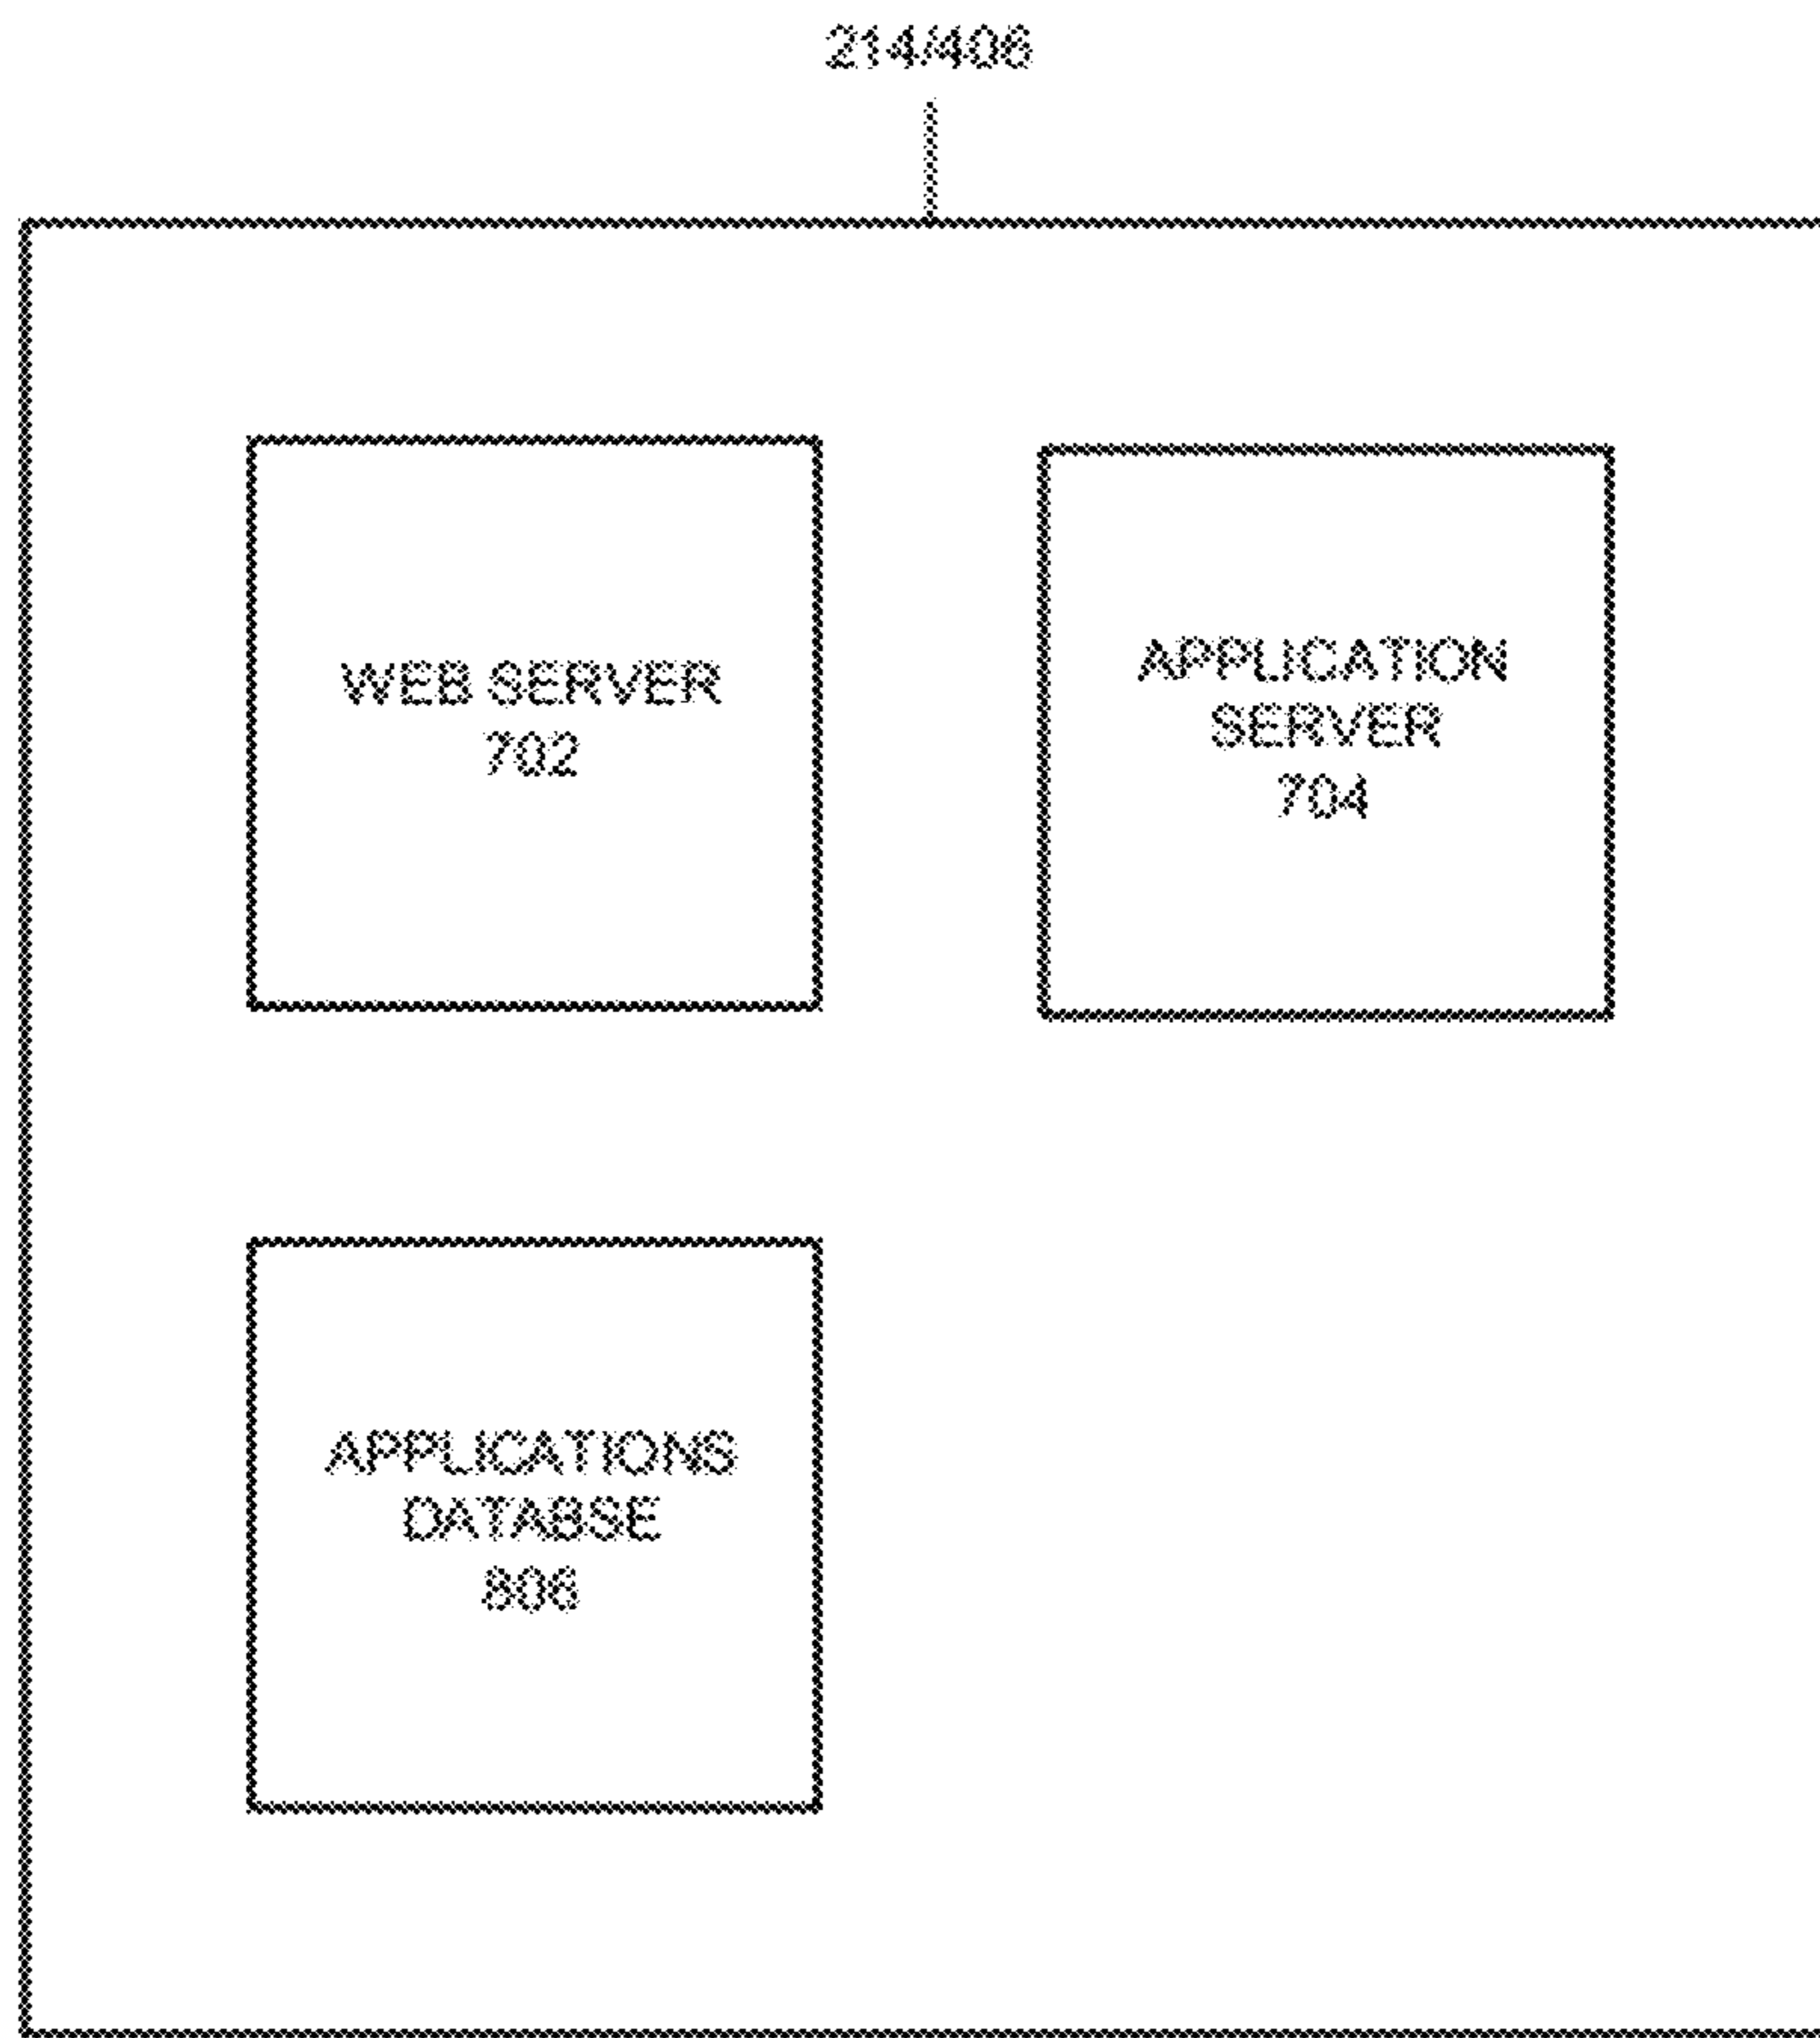 214/406
WEB SERVER
702
APPLICATION
SERVER
704
APPLICATIONS
DATABSE
806